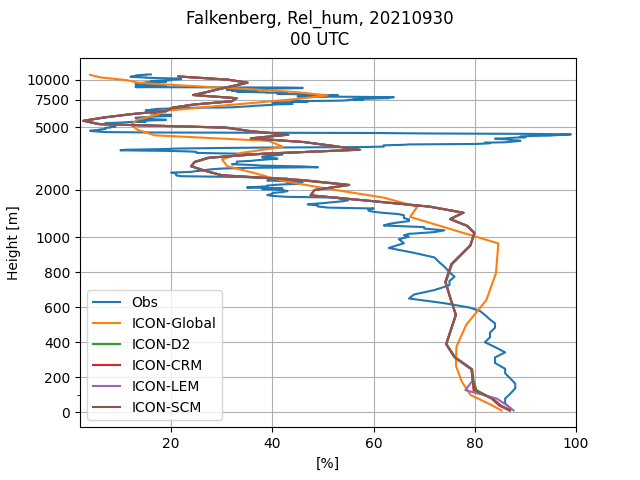 Falkenberg, Rel_hum, 20210930
00 UTC
Height [m]
10000
7500
5000
2000
1000
800
600
400
200
0
Obs
ICON-Global
ICON-D2
ICON-CRM
ICON-LEM
ICON-SCM
20 40 60 80 100
[%]